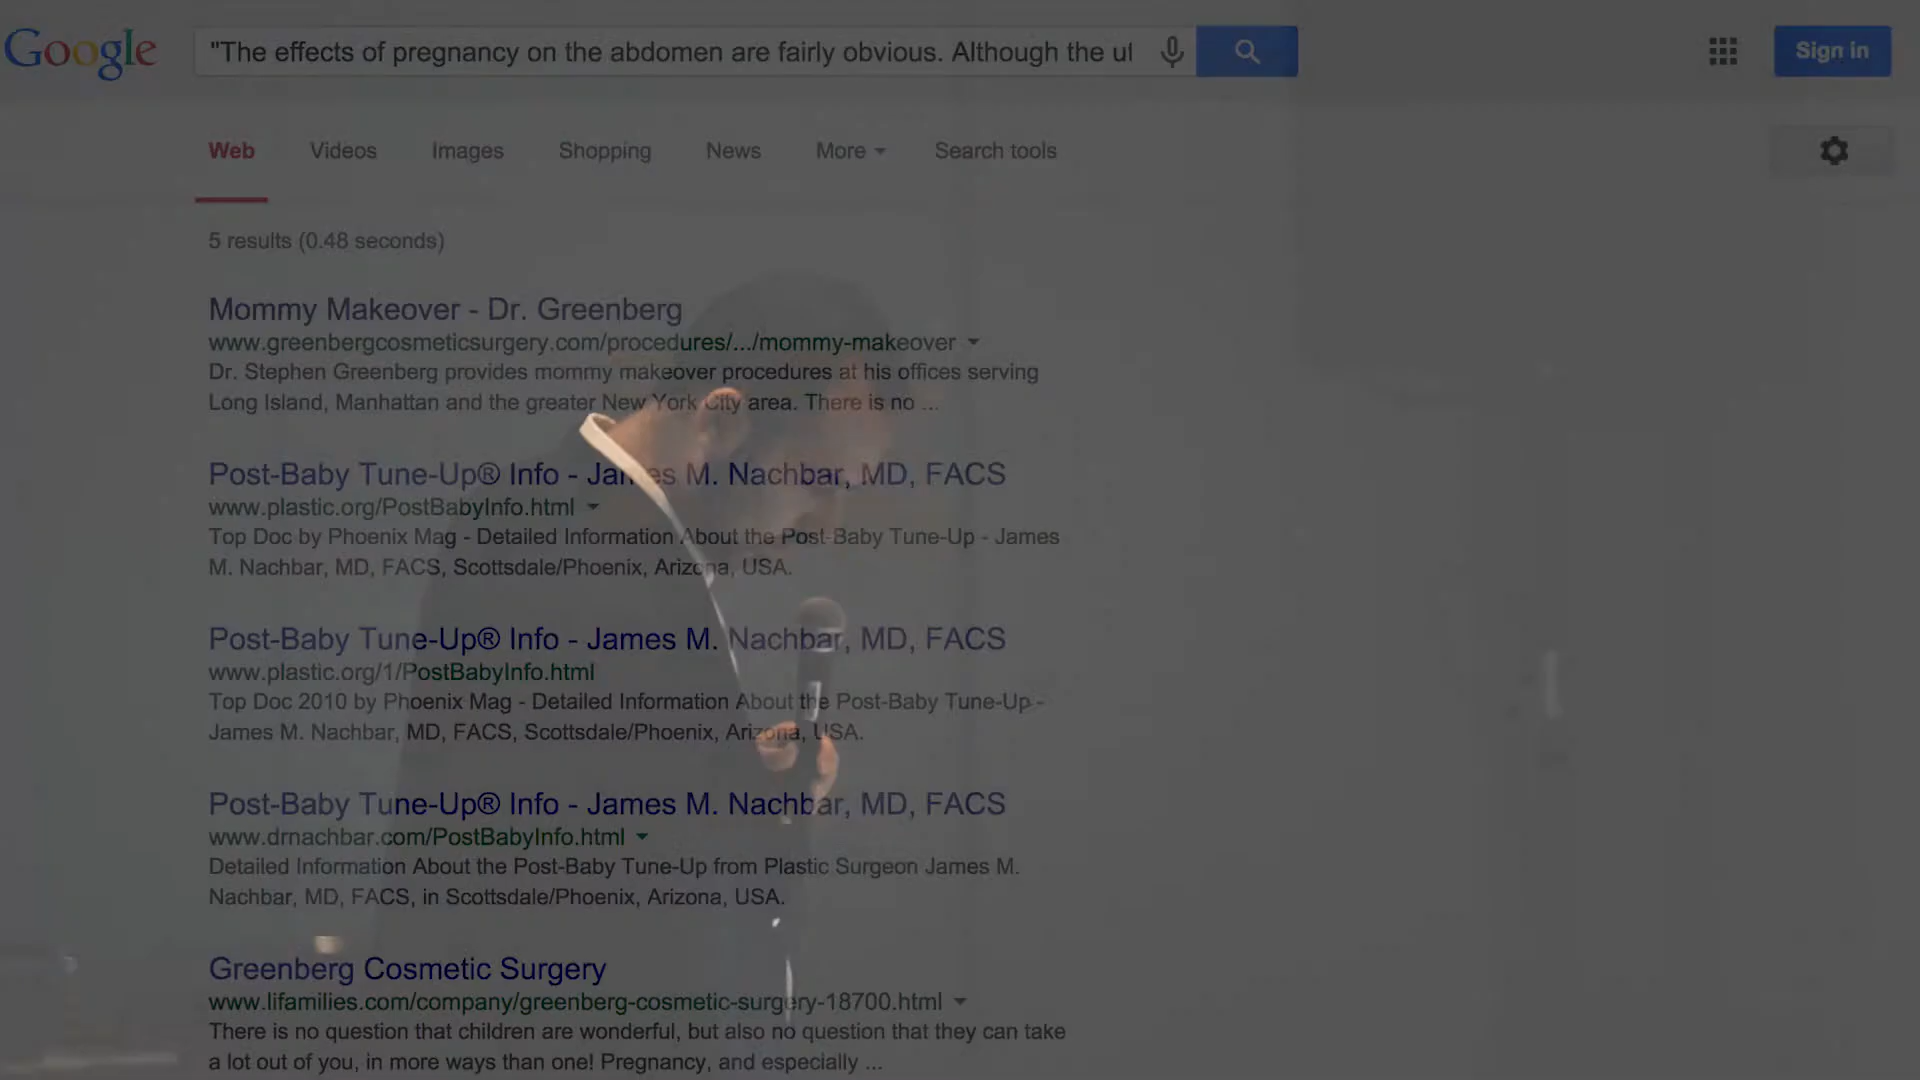 Google
"The effects of pregnancy on the abdomen are fairly obvious. Although the ut
Sign in
Web Videos Images Shopping News More Search tools
5 results (0.48 seconds)
Mommy Makeover - Dr. Greenberg
www.greenbergcosmeticsurgery.com/procedures/.../mommy-makeover
Dr. Stephen Greenberg provides mommy makeover procedures at his offices serving
Long Island, Manhattan and the greater New York City area. There is no ...
Post-Baby Tune-Up® Info - James M. Nachbar, MD, FACS
www.plastic.org/PostBabyInfo.html
Top Doc by Phoenix Mag - Detailed Information About the Post-Baby Tune-Up - James
M. Nachbar, MD, FACS, Scottsdale/Phoenix, Arizona, USA.
Post-Baby Tune-Up® Info - James M. Nachbar, MD, FACS
www.plastic.org/1/PostBabyInfo.html
Top Doc 2010 by Phoenix Mag - Detailed Information About the Post-Baby Tune-Up -
James M. Nachbar, MD, FACS, Scottsdale/Phoenix, Arizona, USA.
Post-Baby Tune-Up® Info - James M. Nachbar, MD, FACS
www.drnachbar.com/PostBabyInfo.html
Detailed Information About the Post-Baby Tune-Up from Plastic Surgeon James M.
Nachbar, MD, FACS, in Scottsdale/Phoenix, Arizona, USA.
Greenberg Cosmetic Surgery
www.lifamilies.com/company/greenberg-cosmetic-surgery-18700.html
There is no question that children are wonderful, but also no question that they can take
a lot out of you, in more ways than one! Pregnancy, and especially ...